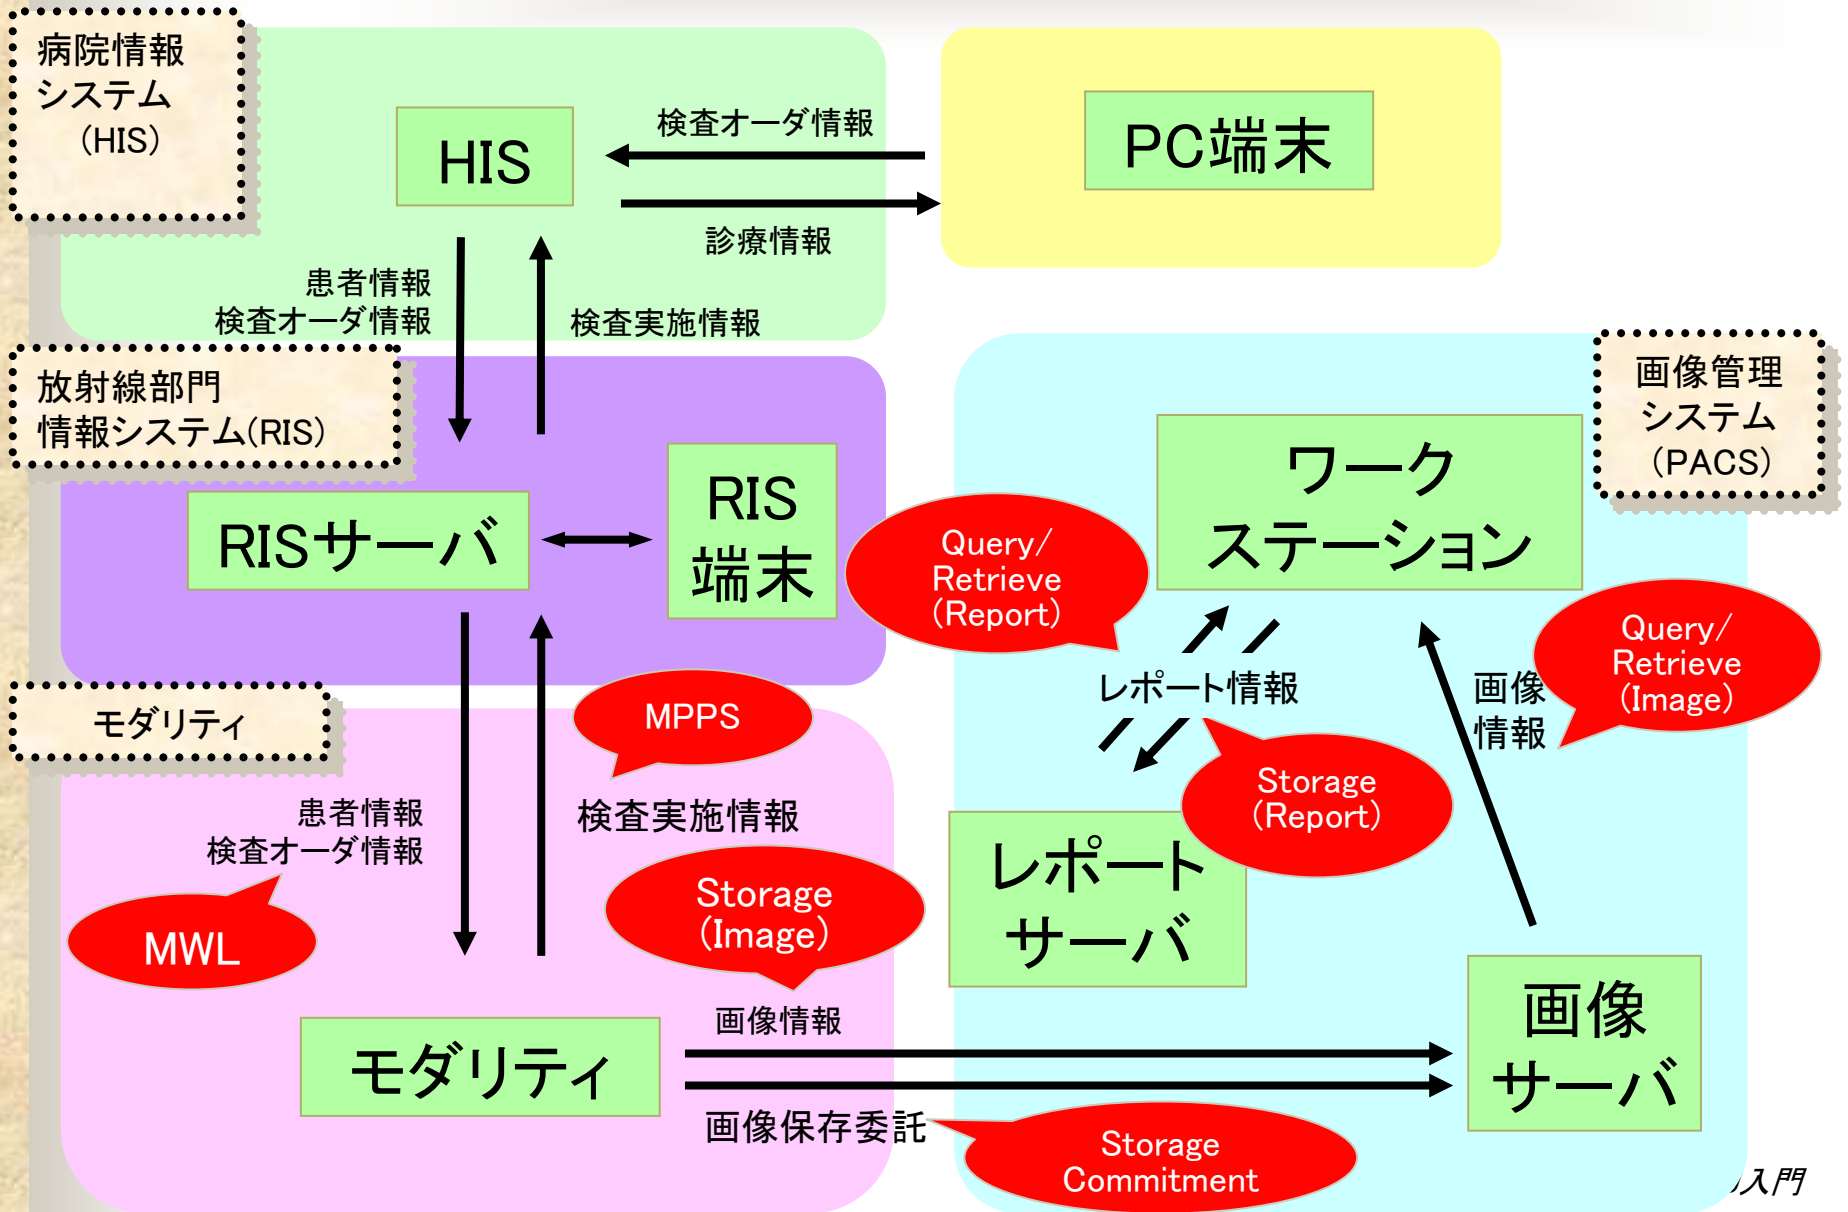 病院情報
システム
(HIS)
HIS
検査オーダ情報
診療情報
PC端末
患者情報
検査オーダ情報
検査実施情報
放射線部門
情報システム(RIS)
RISサーバ
RIS
端末
画像管理
システム
(PACS)
ワーク
ステーション
Query/
Retrieve
(Report)
Query/
Retrieve
(Image)
レポート情報
画像
情報
Storage
(Report)
レポート
サーバ
画像
サーバ
モダリティ
MPPS
患者情報
検査オーダ情報
検査実施情報
MWL
Storage
(Image)
画像情報
モダリティ
画像保存委託
Storage
Commitment
入門